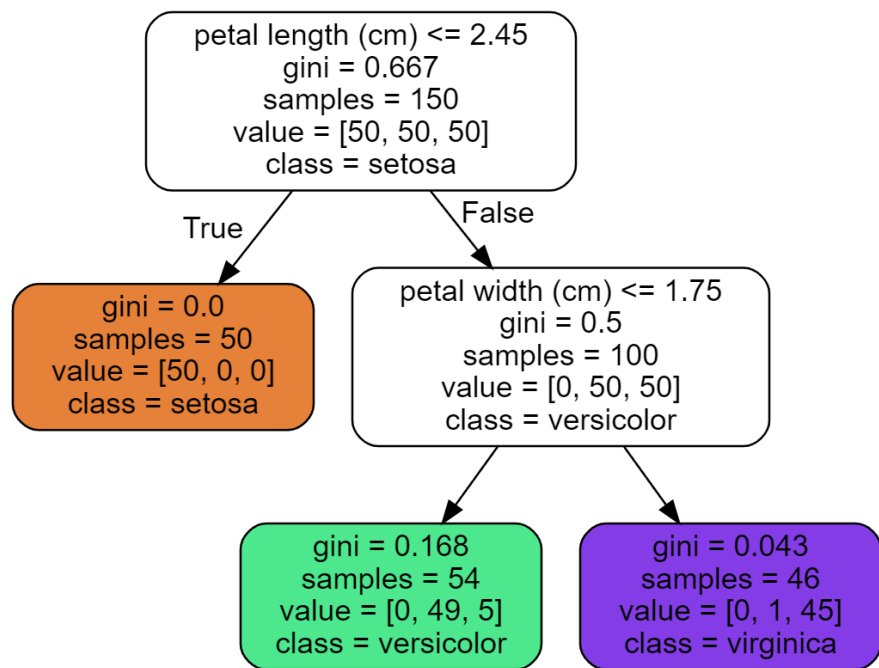 petal length (cm) <= 2.45
gini = 0.667
samples = 150
value = [50, 50, 50]
class = setosa
True
False
gini = 0.0
samples = 50
value = [50, 0, 0]
class = setosa
petal width (cm) <= 1.75
gini = 0.5
samples = 100
value = [0, 50, 50]
class = versicolor
gini = 0.168
samples = 54
value = [0, 49, 5]
class = versicolor
gini = 0.043
samples = 46
value = [0, 1, 45]
class = virginica